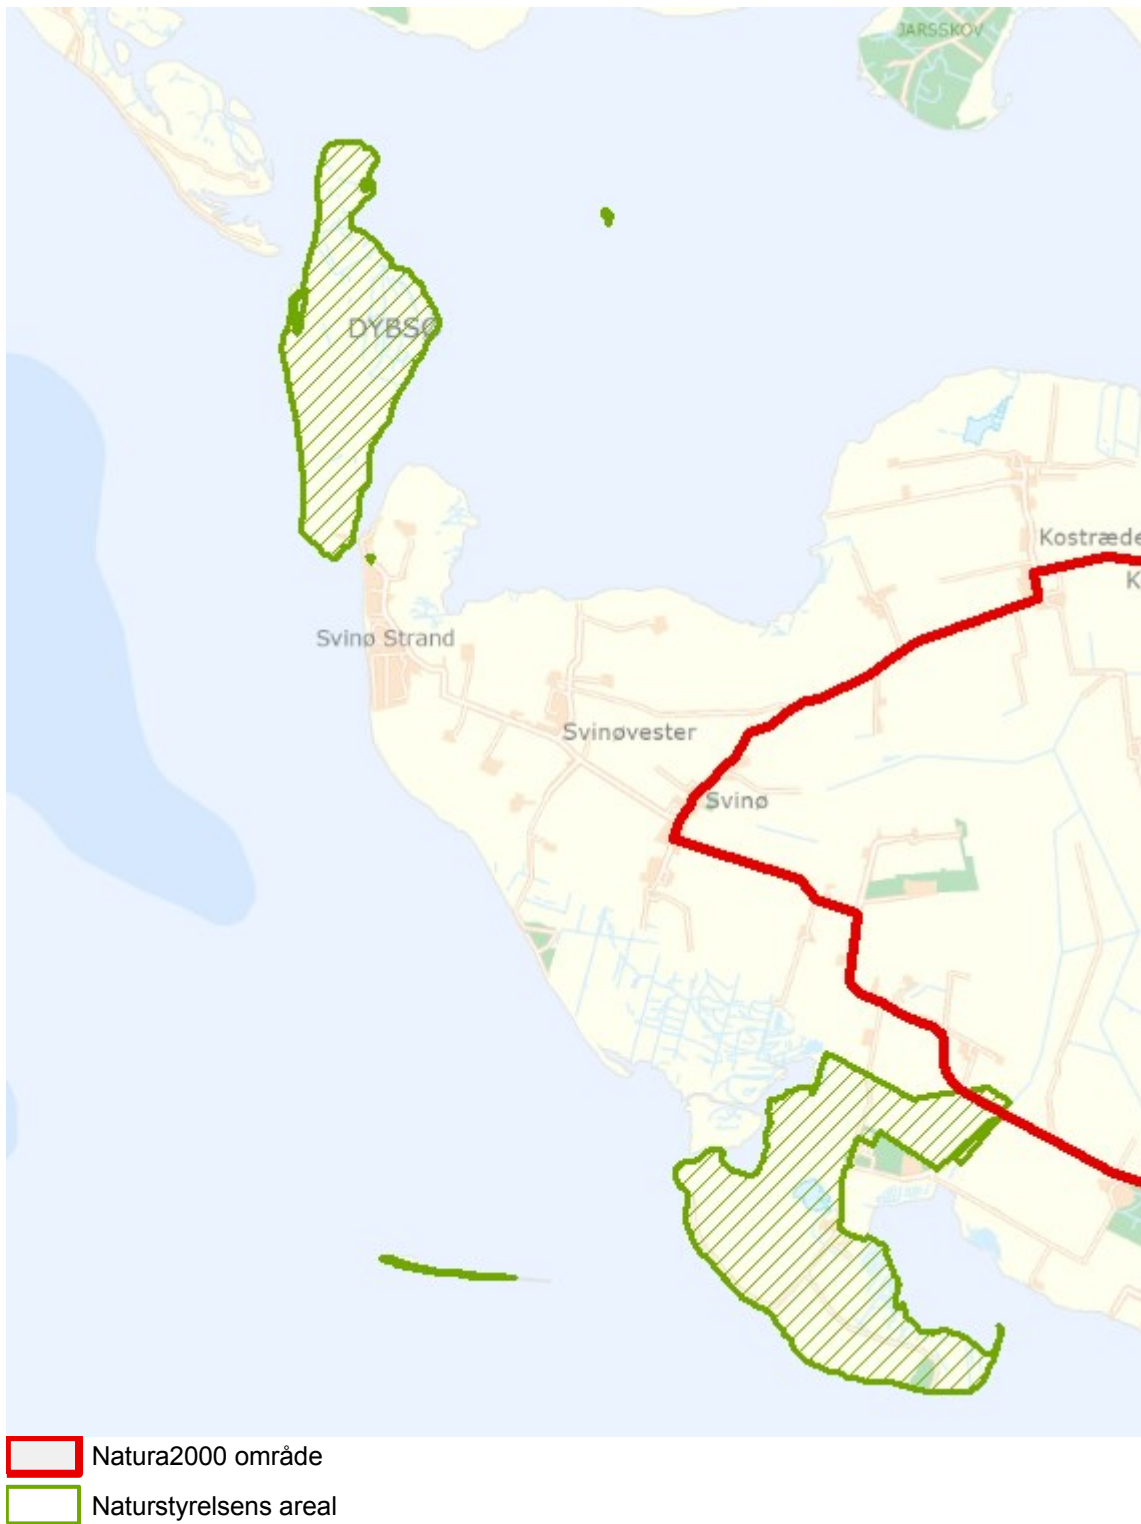 JARSSKOV
DYBSØ
Kostræde
K
Svinø Strand
Svinøvester
Svinø
Natura2000 område
Naturstyrelsens areal